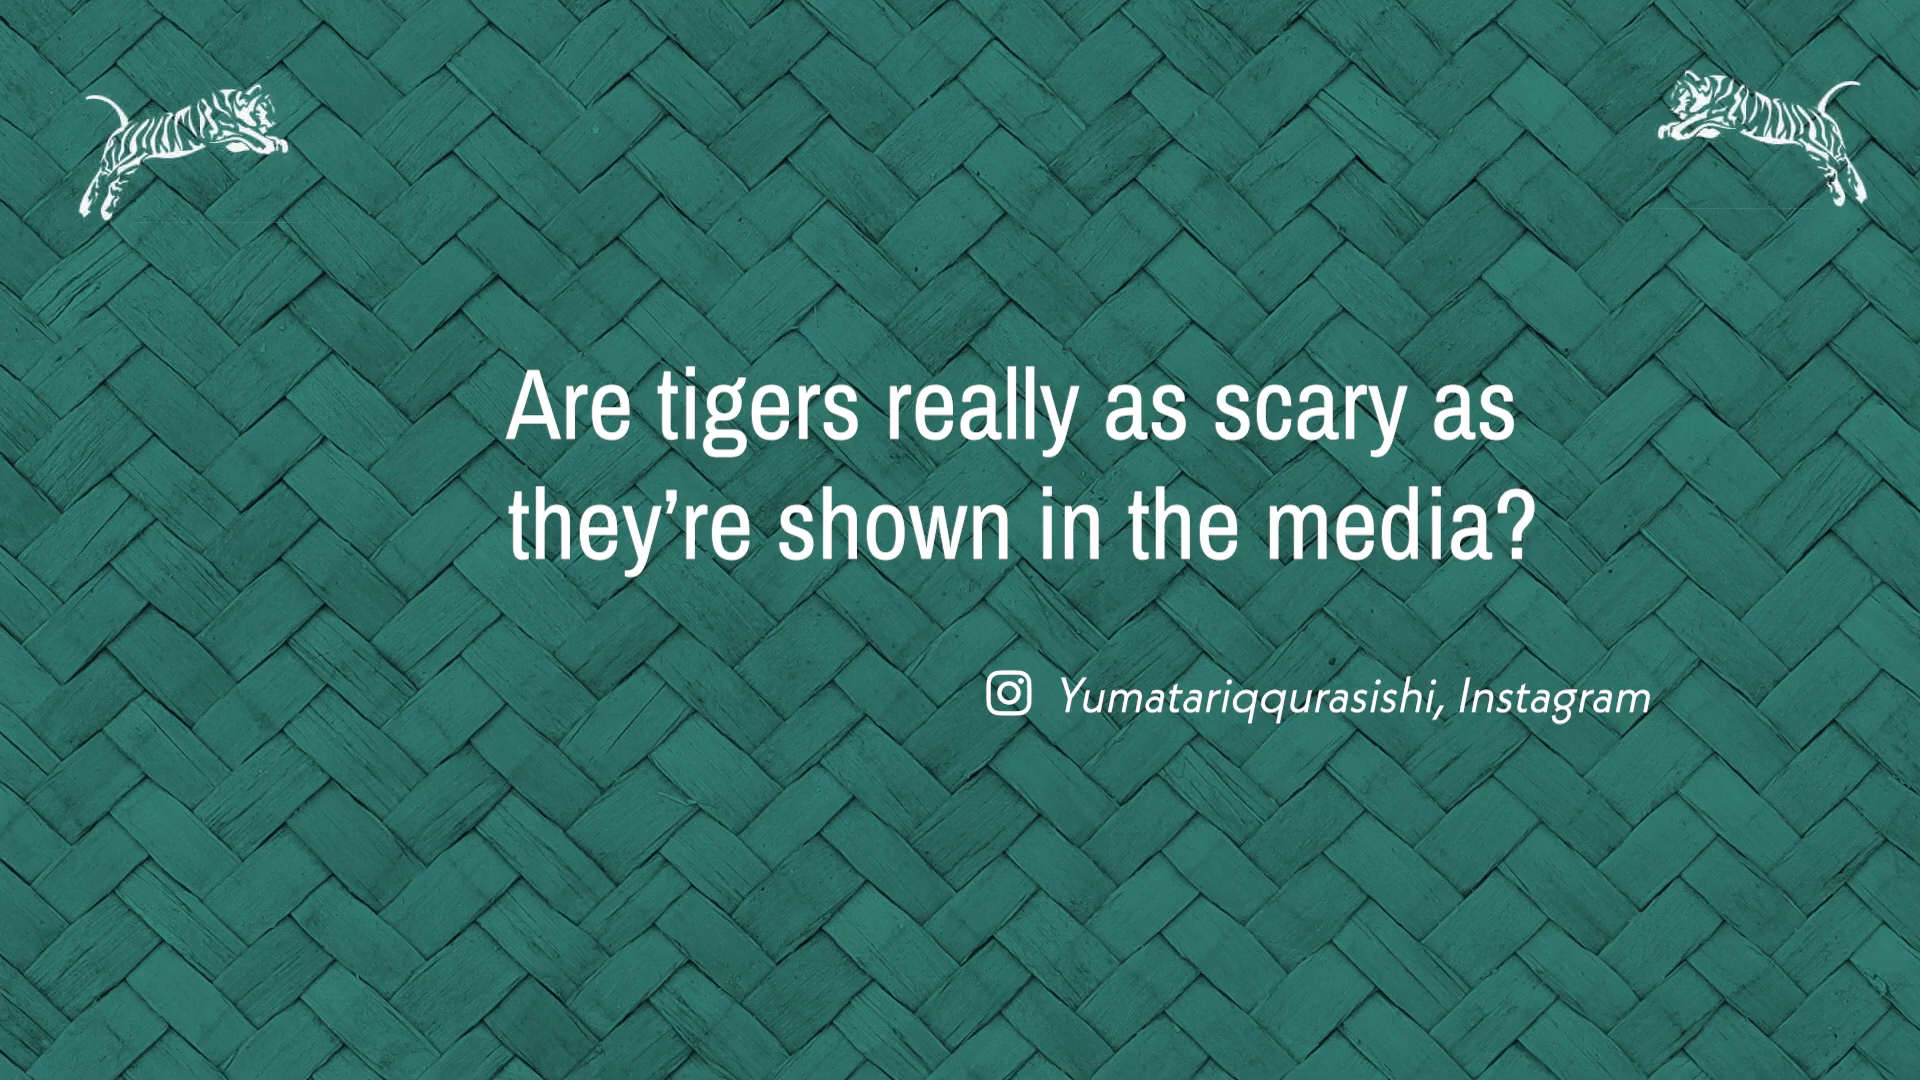 Are tigers really as scary as
they’re shown in the media?
Yumatariqqurasishi, Instagram